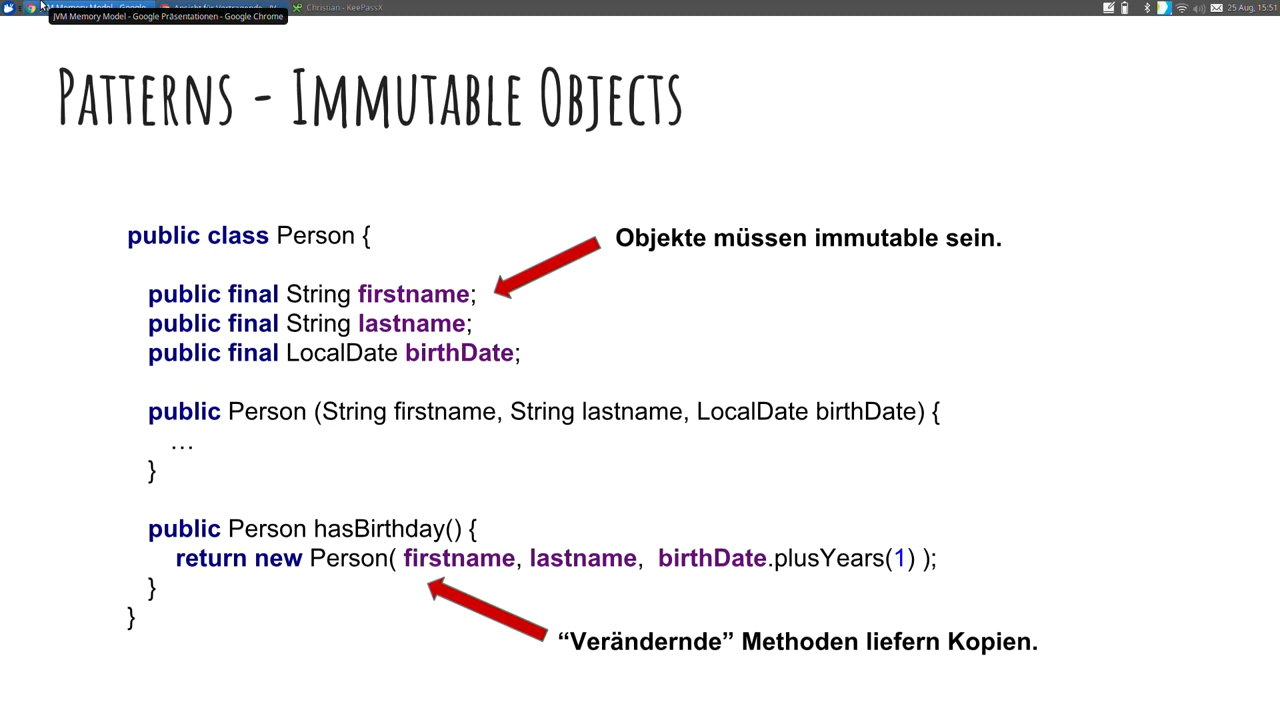 JVM Memory Model - Google Präsentationen - Google Chrome
Christian - KeePassX
25 Aug, 15:51
Patterns - Immutable Objects
public class Person {
Objekte müssen immutable sein.
public final String firstname;
public final String lastname;
public final LocalDate birthDate;
public Person (String firstname, String lastname, LocalDate birthDate) {
…
}
public Person hasBirthday() {
return new Person( firstname, lastname,  birthDate.plusYears(1) );
}
}
“Verändernde” Methoden liefern Kopien.